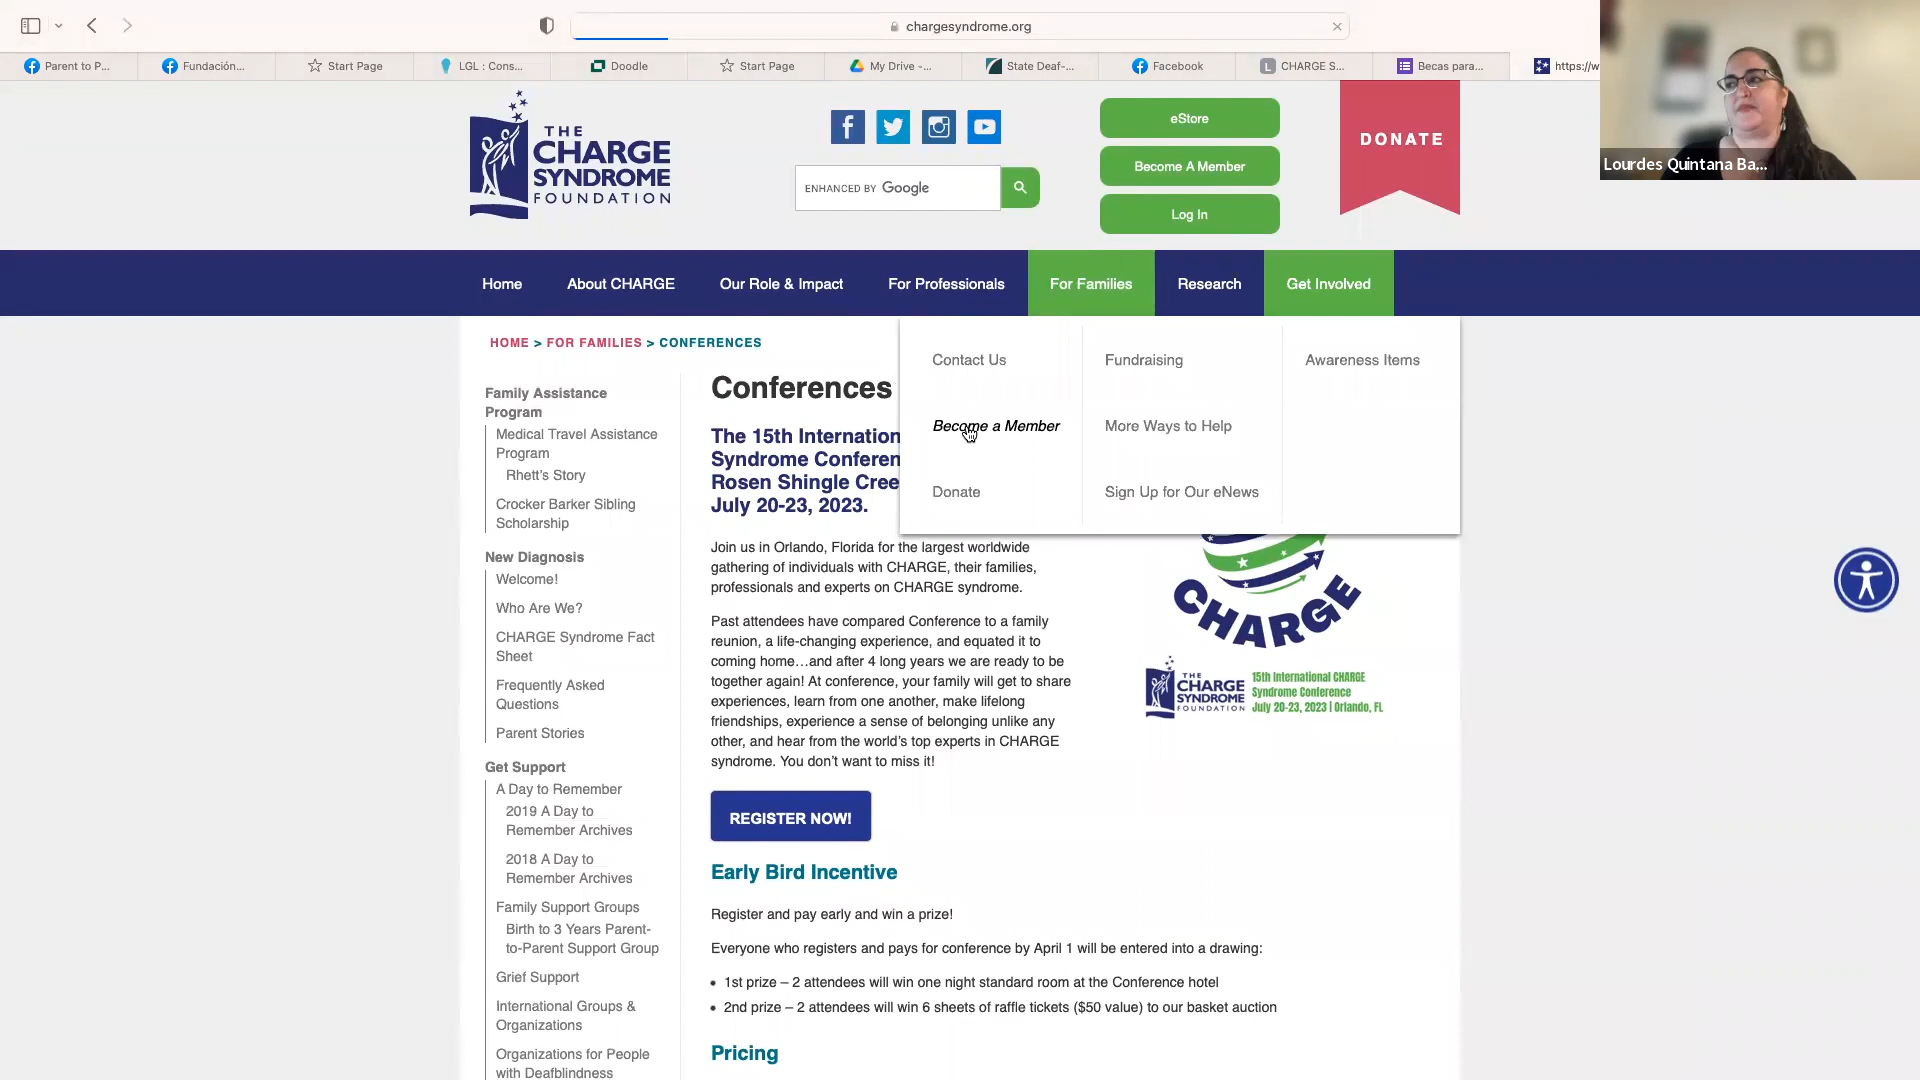 chargesyndrome.org
Parent to P...
Fundación...
Start Page
LGL : Cons...
Doodle
Start Page
My Drive -...
State Deaf-...
Facebook
CHARGE S...
Becas para...
https://w
THE
CHARGE
SYNDROME
FOUNDATION
ENHANCED BY Google
eStore
Become A Member
Log In
DONATE
Lourdes Quintana Ba...
Home
About CHARGE
Our Role & Impact
For Professionals
For Families
Research
Get Involved
HOME > FOR FAMILIES > CONFERENCES
Contact Us
Fundraising
Awareness Items
Become a Member
More Ways to Help
Donate
Sign Up for Our eNews
Family Assistance
Program
Medical Travel Assistance
Program
Rhett's Story
Crocker Barker Sibling
Scholarship
New Diagnosis
Welcome!
Who Are We?
CHARGE Syndrome Fact
Sheet
Frequently Asked
Questions
Parent Stories
Get Support
A Day to Remember
2019 A Day to
Remember Archives
2018 A Day to
Remember Archives
Family Support Groups
Birth to 3 Years Parent-
to-Parent Support Group
Grief Support
International Groups &
Organizations
Organizations for People
with Deafblindness
Conferences
The 15th Internation
Syndrome Conferen
Rosen Shingle Cree
July 20-23, 2023.
Join us in Orlando, Florida for the largest worldwide
gathering of individuals with CHARGE, their families,
professionals and experts on CHARGE syndrome.
Past attendees have compared Conference to a family
reunion, a life-changing experience, and equated it to
coming home…and after 4 long years we are ready to be
together again! At conference, your family will get to share
experiences, learn from one another, make lifelong
friendships, experience a sense of belonging unlike any
other, and hear from the world's top experts in CHARGE
syndrome. You don't want to miss it!
CHARGE
THE
CHARGE
SYNDROME
FOUNDATION
15th International CHARGE
Syndrome Conference
July 20-23, 2023 | Orlando, FL
REGISTER NOW!
Early Bird Incentive
Register and pay early and win a prize!
Everyone who registers and pays for conference by April 1 will be entered into a drawing:
• 1st prize – 2 attendees will win one night standard room at the Conference hotel
• 2nd prize – 2 attendees will win 6 sheets of raffle tickets ($50 value) to our basket auction
Pricing